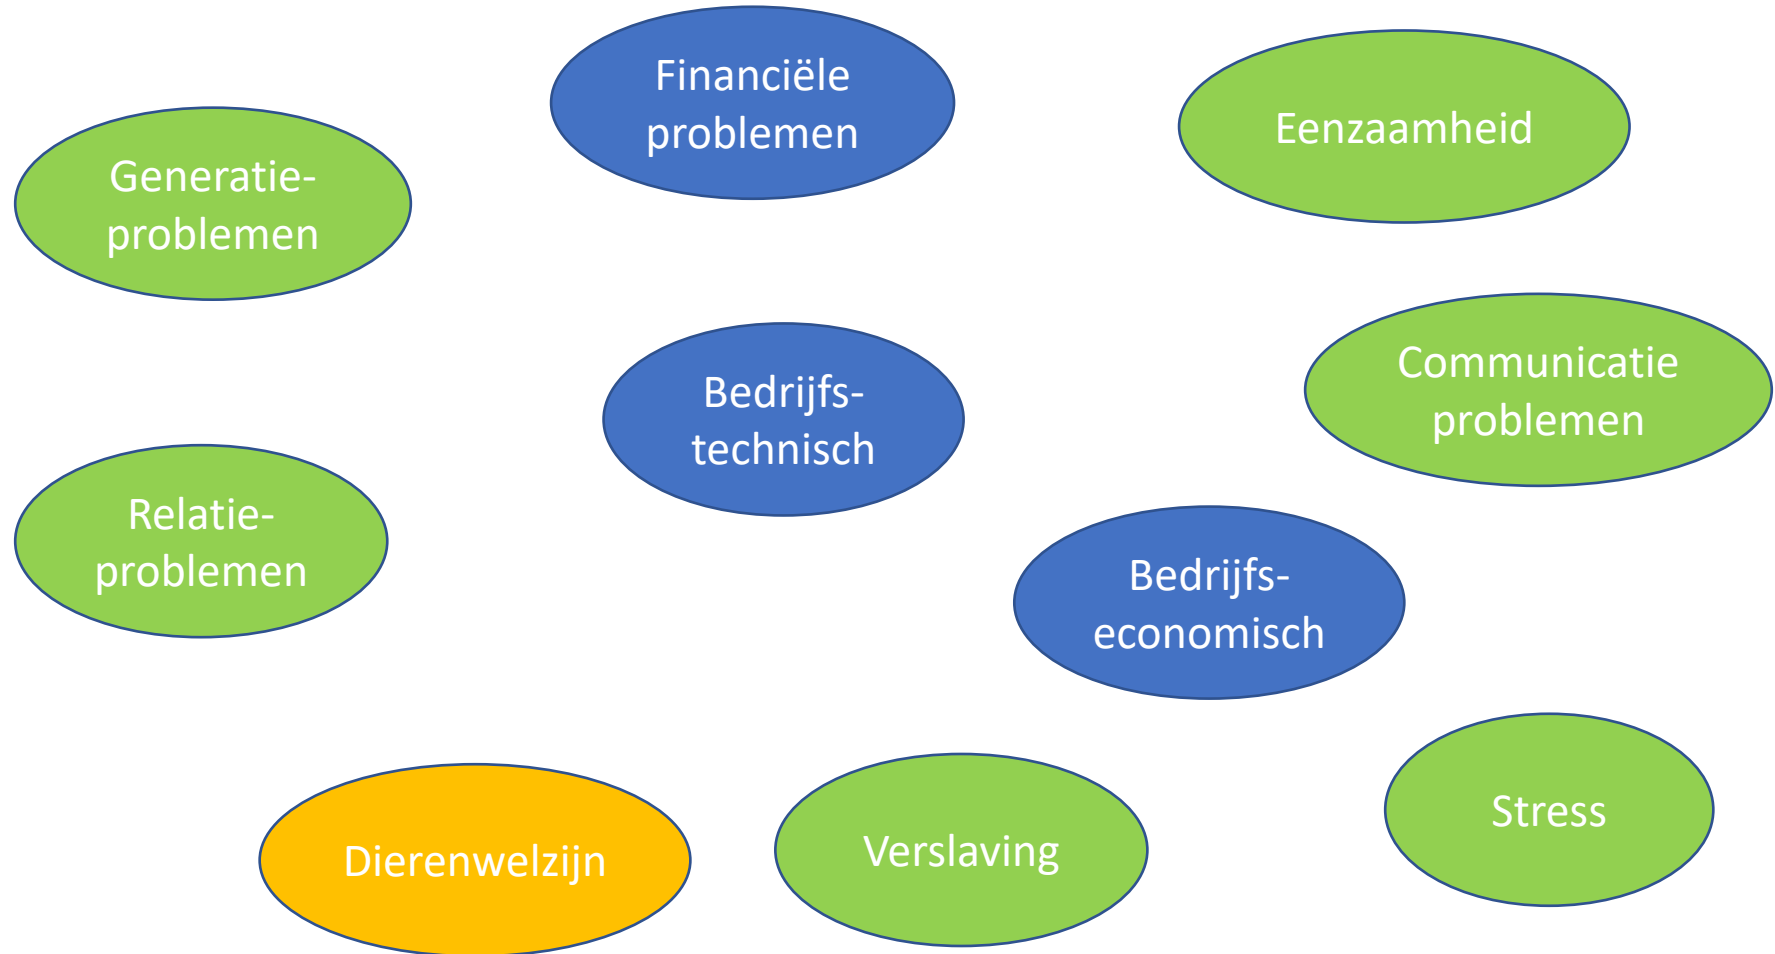 Financiële
problemen
Eenzaamheid
Generatie-
problemen
Bedrijfs-
technisch
Communicatie
problemen
Relatie-
problemen
Bedrijfs-
economisch
Dierenwelzijn
Verslaving
Stress